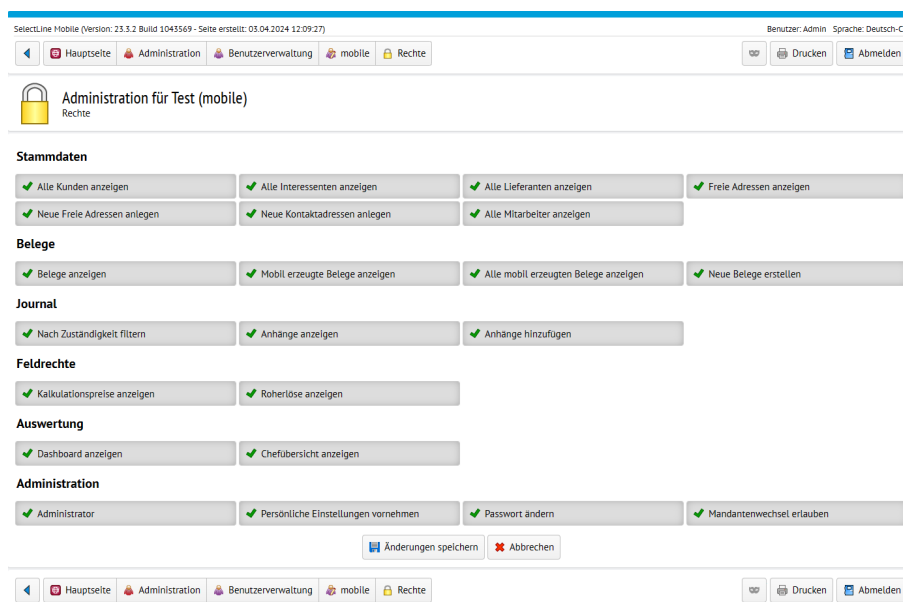 SelectLine Mobile (Version: 23.3.2 Build 1043569 - Seite erstellt: 03.04.2024 12:09:27) Benutzer: Admin Sprache: Deutsch-C
Hauptseite Administration Benutzerverwaltung mobile Rechte Drucken Abmelden
Administration für Test (mobile)
Rechte
Stammdaten
Alle Kunden anzeigen Alle Interessenten anzeigen Alle Lieferanten anzeigen Freie Adressen anzeigen
Neue Freie Adressen anlegen Neue Kontaktadressen anlegen Alle Mitarbeiter anzeigen
Belege
Belege anzeigen Mobil erzeugte Belege anzeigen Alle mobil erzeugten Belege anzeigen Neue Belege erstellen
Journal
Nach Zuständigkeit filtern Anhänge anzeigen Anhänge hinzufügen
Feldrechte
Kalkulationspreise anzeigen Roherlöse anzeigen
Auswertung
Dashboard anzeigen Chefübersicht anzeigen
Administration
Administrator Persönliche Einstellungen vornehmen Passwort ändern Mandantenwechsel erlauben
Änderungen speichern Abbrechen
Hauptseite Administration Benutzerverwaltung mobile Rechte Drucken Abmelden